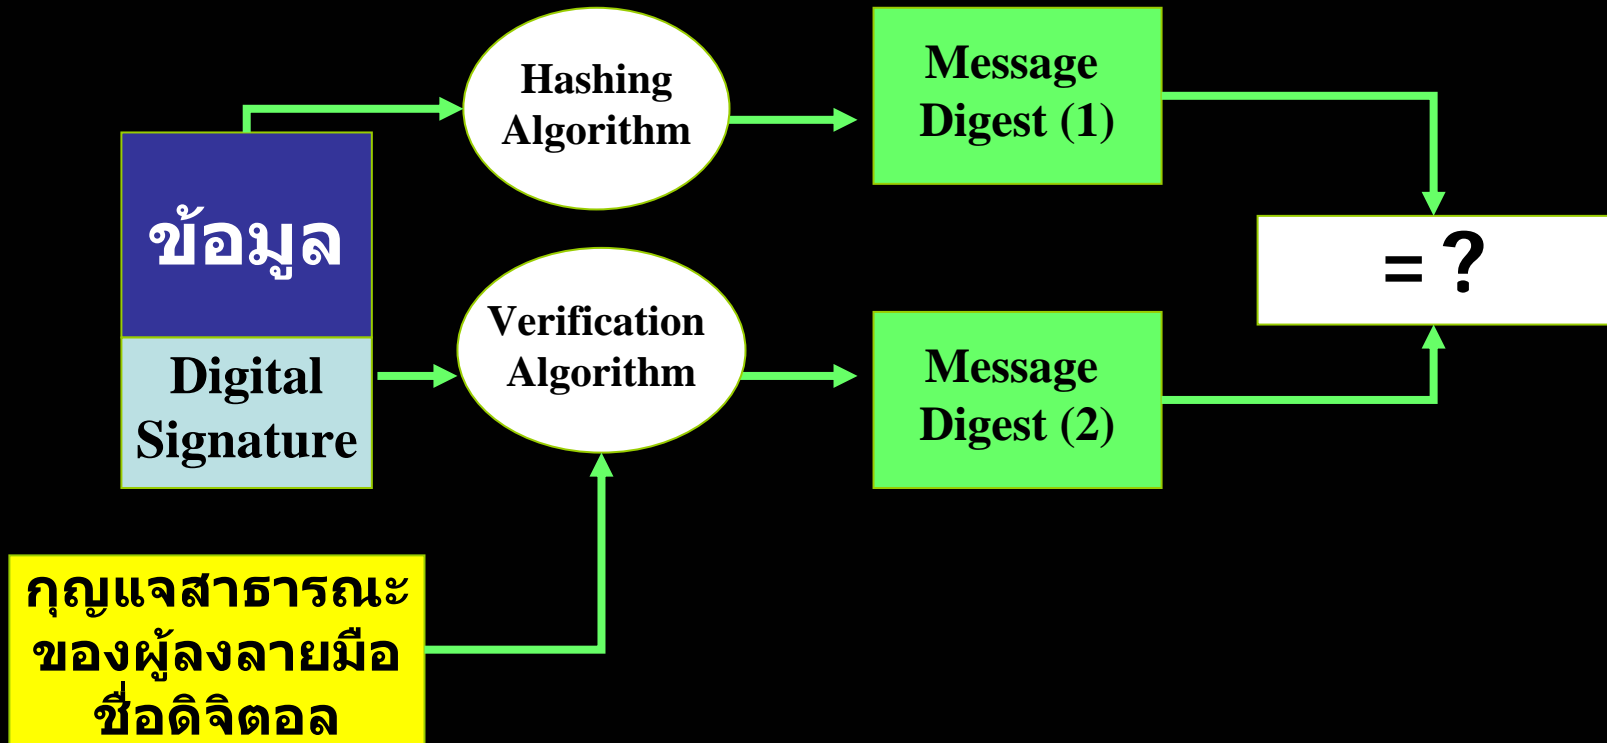 Hashing
Algorithm
Message
Digest (1)
ข้อมูล
= ?
Verification
Algorithm
Digital
Signature
Message
Digest (2)
กุญแจสาธารณะ
ของผู้ลงลายมือ
ชื่อดิจิตอล